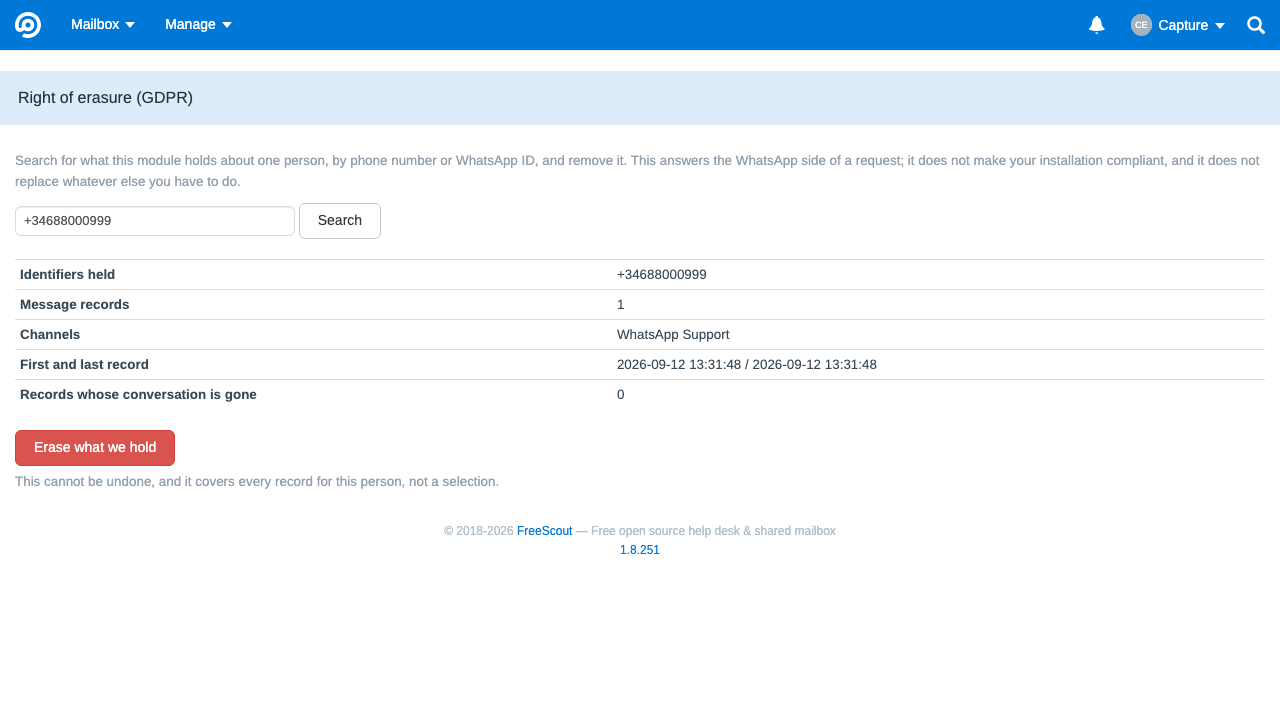 Mailbox Manage CE Capture
Right of erasure (GDPR)
Search for what this module holds about one person, by phone number or WhatsApp ID, and remove it. This answers the WhatsApp side of a request; it does not make your installation compliant, and it does not
replace whatever else you have to do.
+34688000999 Search
Identifiers held +34688000999
Message records 1
Channels WhatsApp Support
First and last record 2026-09-12 13:31:48 / 2026-09-12 13:31:48
Records whose conversation is gone 0
Erase what we hold
This cannot be undone, and it covers every record for this person, not a selection.
© 2018-2026 FreeScout — Free open source help desk & shared mailbox
1.8.251